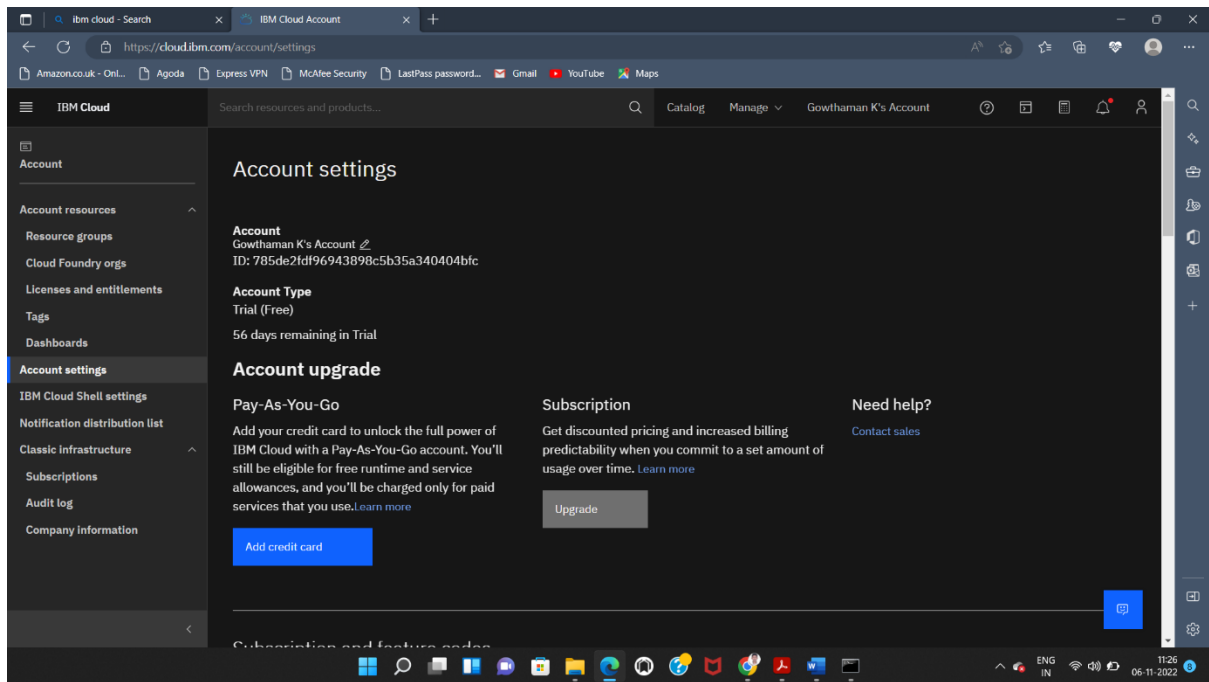 ibm cloud - Search
IBM Cloud Account
https://cloud.ibm.com/account/settings
Amazon.co.uk - Onl...
Agoda
Express VPN
McAfee Security
LastPass password...
Gmail
YouTube
Maps
IBM Cloud
Search resources and products...
Catalog
Manage
Gowthaman K's Account
Account
Account resources
Resource groups
Cloud Foundry orgs
Licenses and entitlements
Tags
Dashboards
Account settings
IBM Cloud Shell settings
Notification distribution list
Classic infrastructure
Subscriptions
Audit log
Company information
Account settings
Account
Gowthaman K's Account
ID: 785de2fdf96943898c5b35a340404bfc
Account Type
Trial (Free)
56 days remaining in Trial
Account upgrade
Pay-As-You-Go
Add your credit card to unlock the full power of
IBM Cloud with a Pay-As-You-Go account. You'll
still be eligible for free runtime and service
allowances, and you'll be charged only for paid
services that you use.Learn more
Add credit card
Subscription
Get discounted pricing and increased billing
predictability when you commit to a set amount of
usage over time. Learn more
Upgrade
Need help?
Contact sales
Subscription and feature codes
ENG
IN
11:26
06-11-2022
8